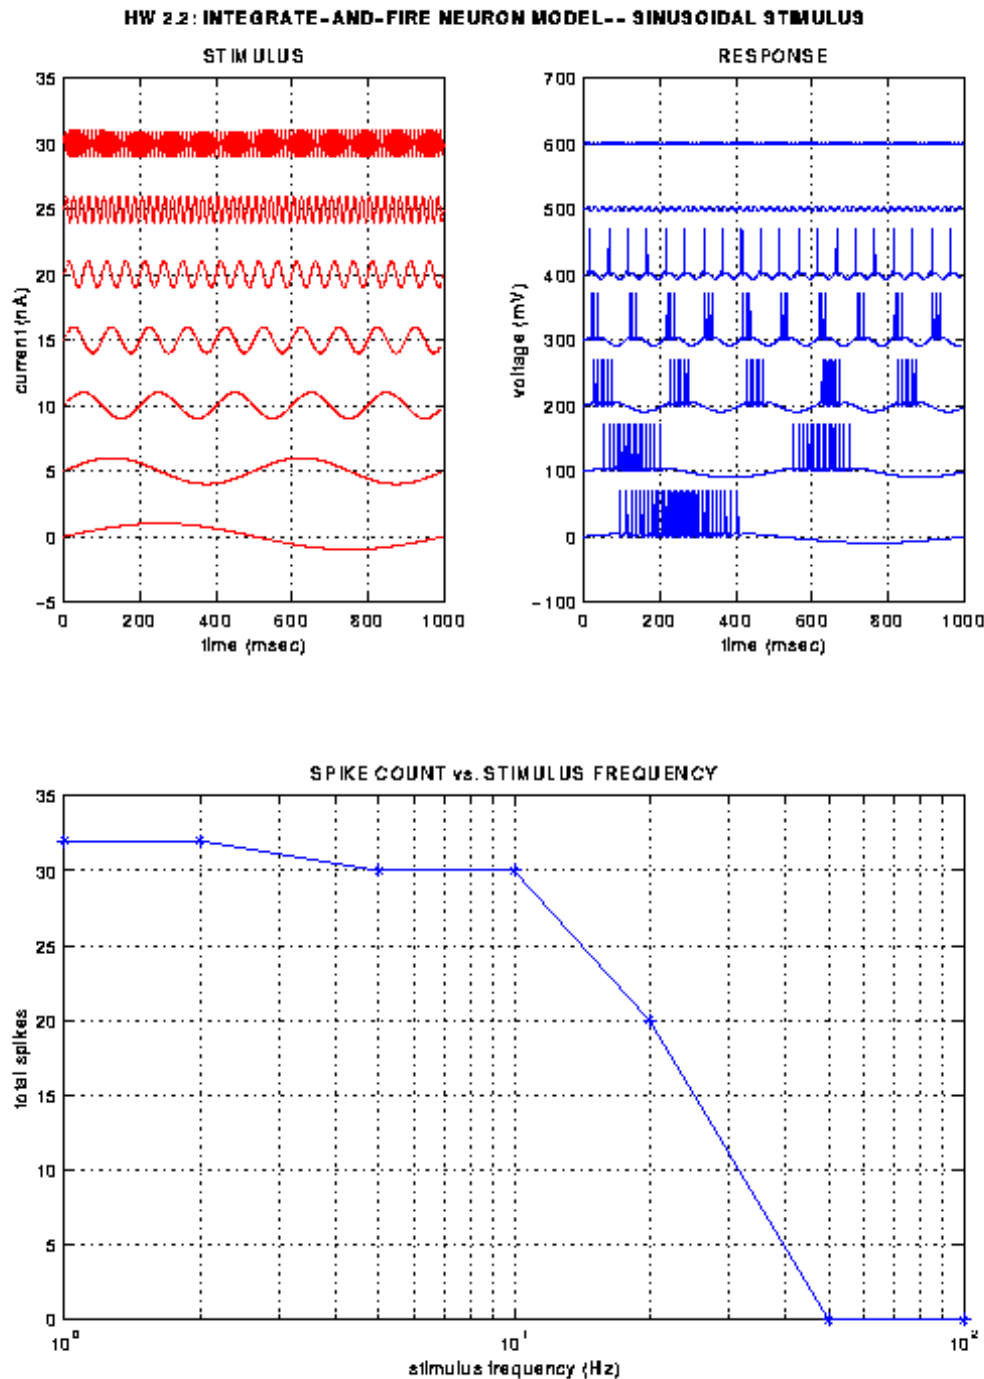 HW 2.2: INTEGRATE-AND-FIRE NEURON MODEL-- SINUSOIDAL STIMULUS
STIMULUS
35
30
25
20
15
10
5
0
-5
current (nA)
0 200 400 600 800 1000
time (msec)
RESPONSE
700
600
500
400
300
200
100
0
-100
voltage (mV)
0 200 400 600 800 1000
time (msec)
SPIKE COUNT vs. STIMULUS FREQUENCY
35
30
25
20
15
10
5
0
total spikes
10^0 10^1 10^2
stimulus frequency (Hz)